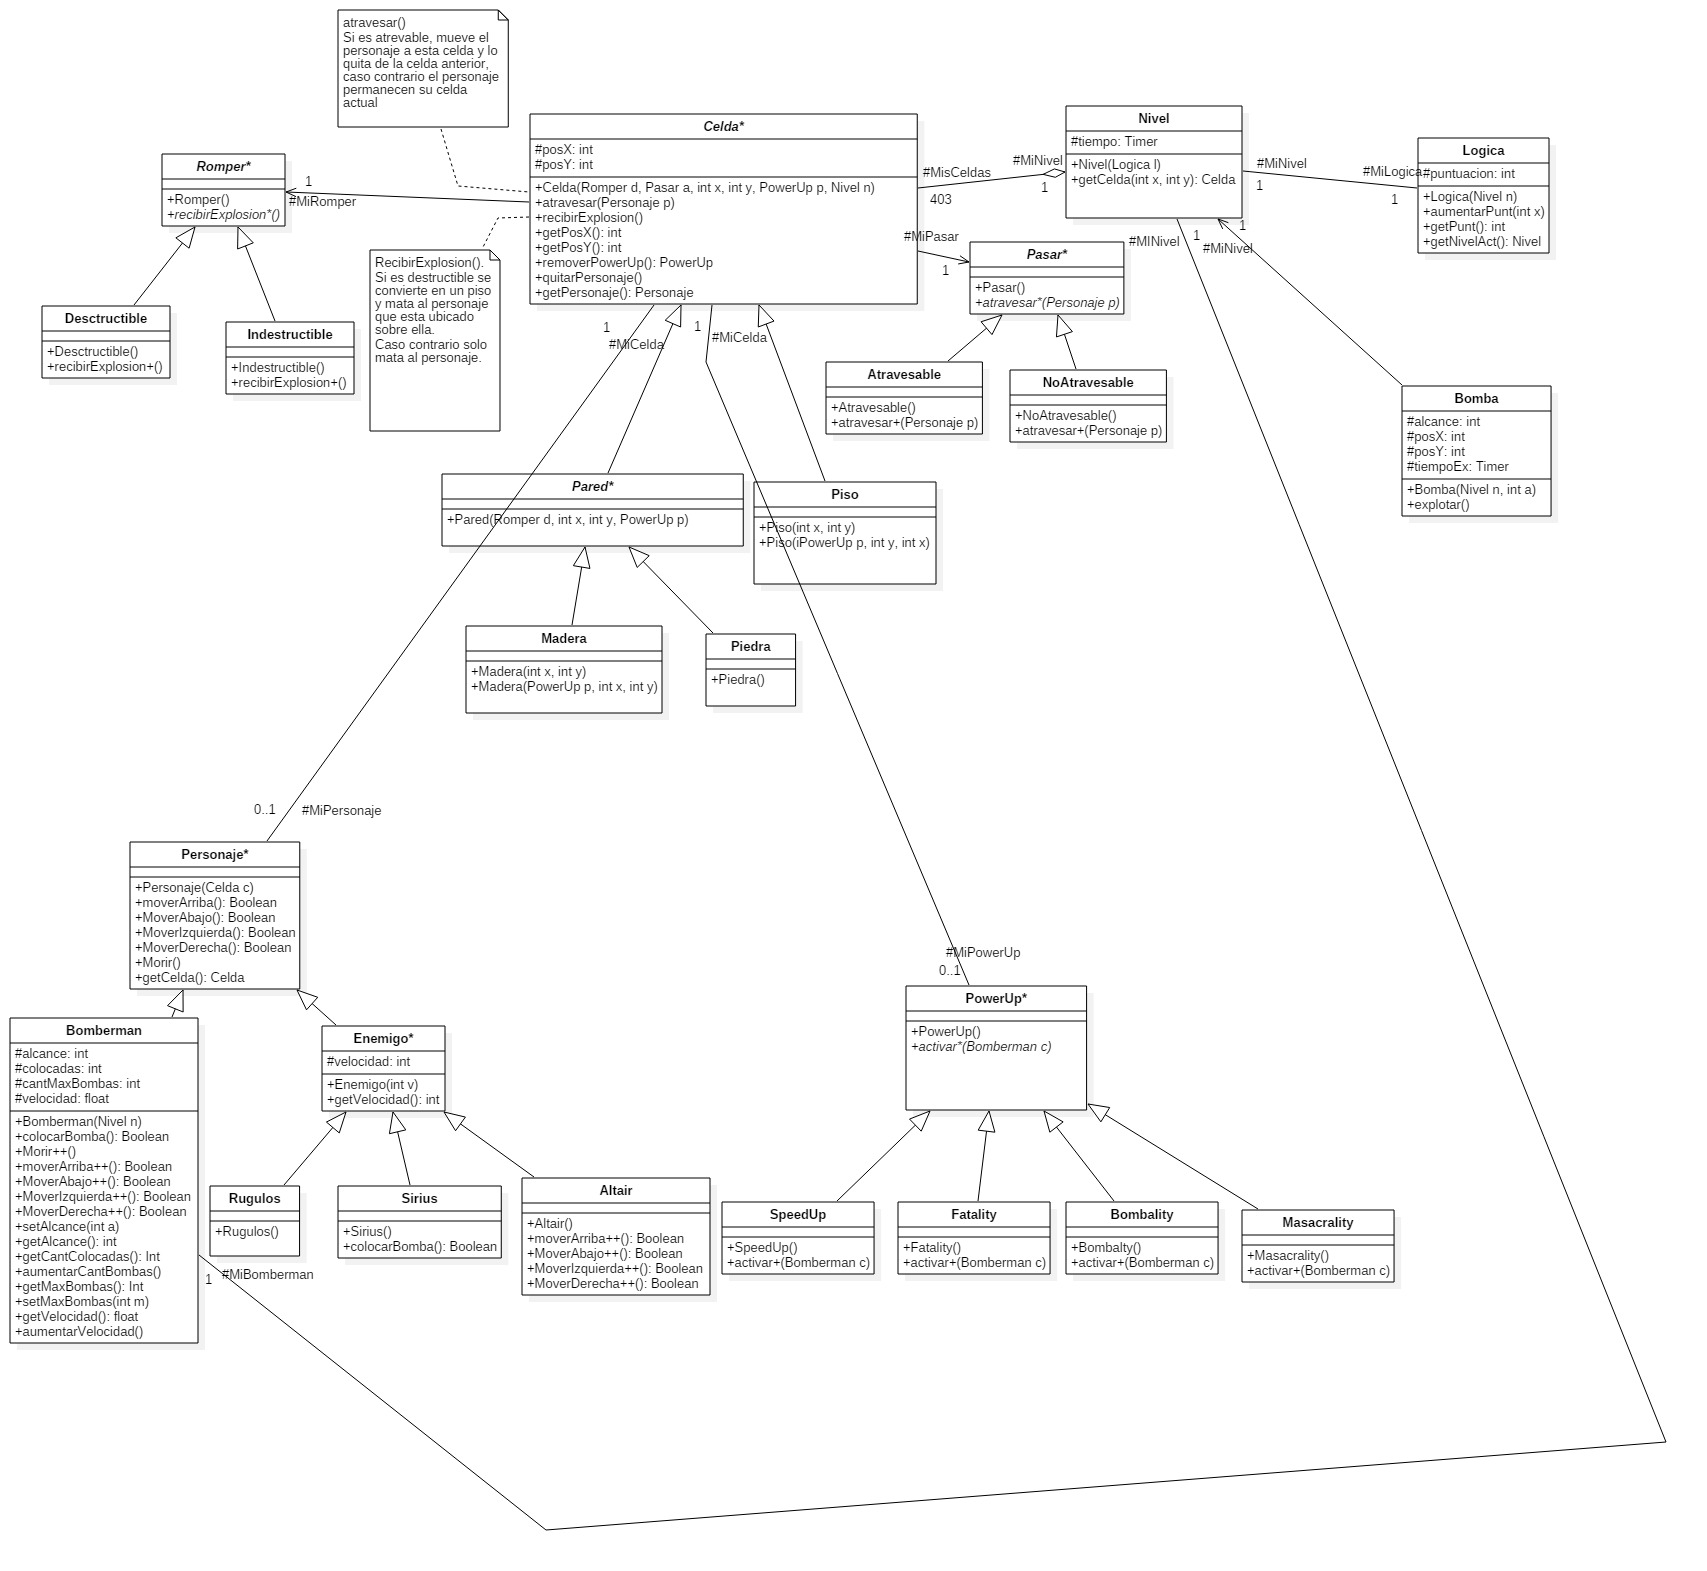 atravesar()
Si es atrevable, mueve el
personaje a esta celda y lo
quita de la celda anterior,
caso contrario el personaje
permanecen su celda
actual
Celda*
#posX: int
#posY: int
+Celda(Romper d, Pasar a, int x, int y, PowerUp p, Nivel n)
+atravesar(Personaje p)
+recibirExplosion()
+getPosX(): int
+getPosY(): int
+removerPowerUp(): PowerUp
+quitarPersonaje()
+getPersonaje(): Personaje
Nivel
#tiempo: Timer
+Nivel(Logica l)
+getCelda(int x, int y): Celda
Logica
#puntuacion: int
+Logica(Nivel n)
+aumentarPunt(int x)
+getPunt(): int
+getNivelAct(): Nivel
#MisCeldas
403
#MiNivel
1
#MiNivel
1
#MiLogica
1
Romper*
+Romper()
+recibirExplosion*()
1
#MiRomper
Desctructible
+Desctructible()
+recibirExplosion+()
Indestructible
+Indestructible()
+recibirExplosion+()
RecibirExplosion().
Si es destructible se
convierte en un piso
y mata al personaje
que esta ubicado
sobre ella.
Caso contrario solo
mata al personaje.
#MiPasar
1
Pasar*
+Pasar()
+atravesar*(Personaje p)
#MINivel
1
1
#MiNivel
Atravesable
+Atravesable()
+atravesar+(Personaje p)
NoAtravesable
+NoAtravesable()
+atravesar+(Personaje p)
Bomba
#alcance: int
#posX: int
#posY: int
#tiempoEx: Timer
+Bomba(Nivel n, int a)
+explotar()
1
#MiCelda
1
#MiCelda
Pared*
+Pared(Romper d, int x, int y, PowerUp p)
Piso
+Piso(int x, int y)
+Piso(iPowerUp p, int y, int x)
Madera
+Madera(int x, int y)
+Madera(PowerUp p, int x, int y)
Piedra
+Piedra()
0..1
#MiPersonaje
Personaje*
+Personaje(Celda c)
+moverArriba(): Boolean
+MoverAbajo(): Boolean
+MoverIzquierda(): Boolean
+MoverDerecha(): Boolean
+Morir()
+getCelda(): Celda
#MiPowerUp
0..1
PowerUp*
+PowerUp()
+activar*(Bomberman c)
Bomberman
#alcance: int
#colocadas: int
#cantMaxBombas: int
#velocidad: float
+Bomberman(Nivel n)
+colocarBomba(): Boolean
+Morir++()
+moverArriba++(): Boolean
+MoverAbajo++(): Boolean
+MoverIzquierda++(): Boolean
+MoverDerecha++(): Boolean
+setAlcance(int a)
+getAlcance(): int
+getCantColocadas(): Int
+aumentarCantBombas()
+getMaxBombas(): Int
+setMaxBombas(int m)
+getVelocidad(): float
+aumentarVelocidad()
1
#MiBomberman
Enemigo*
#velocidad: int
+Enemigo(int v)
+getVelocidad(): int
Rugulos
+Rugulos()
Sirius
+Sirius()
+colocarBomba(): Boolean
Altair
+Altair()
+moverArriba++(): Boolean
+MoverAbajo++(): Boolean
+MoverIzquierda++(): Boolean
+MoverDerecha++(): Boolean
SpeedUp
+SpeedUp()
+activar+(Bomberman c)
Fatality
+Fatality()
+activar+(Bomberman c)
Bombality
+Bombalty()
+activar+(Bomberman c)
Masacrality
+Masacrality()
+activar+(Bomberman c)